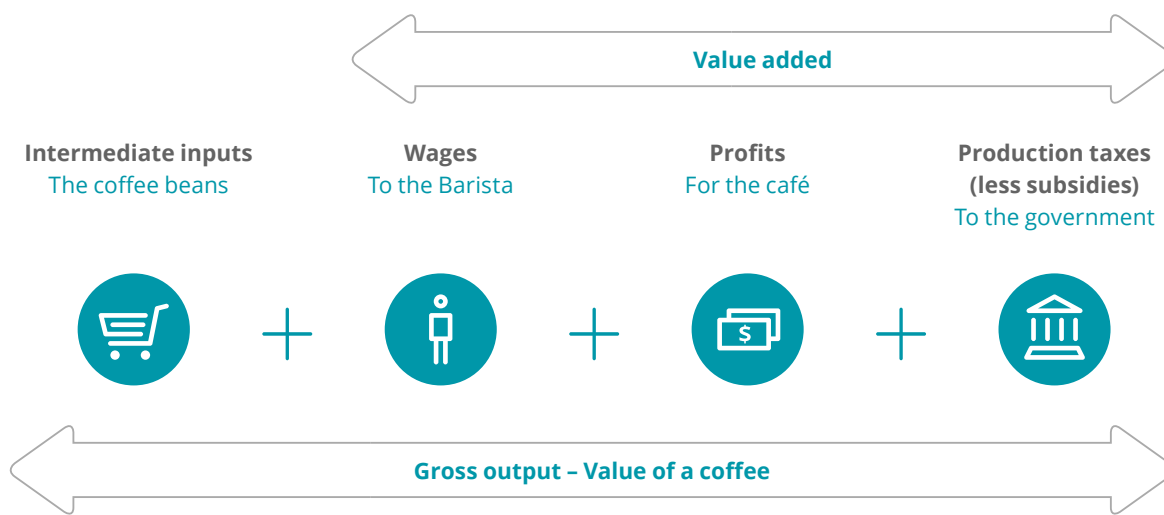 Value added
Intermediate inputs
The coffee beans
Wages
To the Barista
Profits
For the café
Production taxes
(less subsidies)
To the government
$
Gross output – Value of a coffee